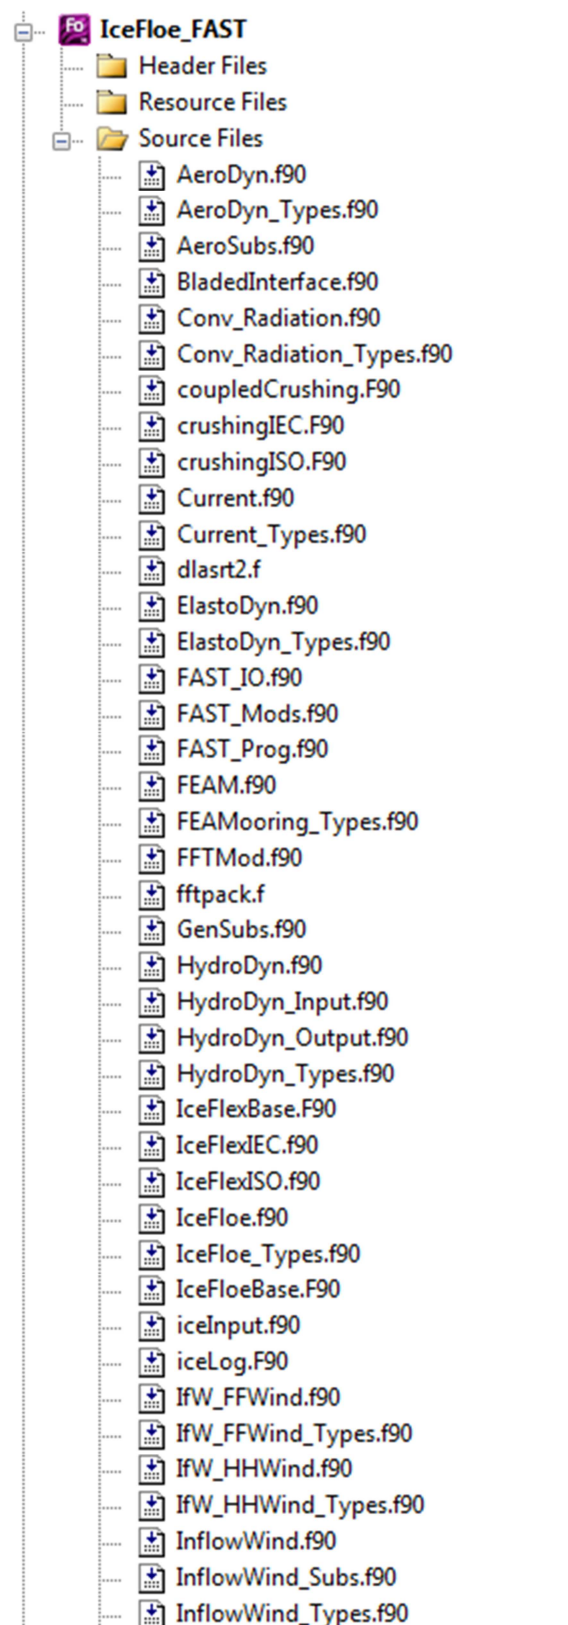 Fo IceFloe_FAST
Header Files
Resource Files
Source Files
AeroDyn.f90
AeroDyn_Types.f90
AeroSubs.f90
BladedInterface.f90
Conv_Radiation.f90
Conv_Radiation_Types.f90
coupledCrushing.F90
crushingIEC.F90
crushingISO.F90
Current.f90
Current_Types.f90
dlasrt2.f
ElastoDyn.f90
ElastoDyn_Types.f90
FAST_IO.f90
FAST_Mods.f90
FAST_Prog.f90
FEAM.f90
FEAMooring_Types.f90
FFTMod.f90
fftpack.f
GenSubs.f90
HydroDyn.f90
HydroDyn_Input.f90
HydroDyn_Output.f90
HydroDyn_Types.f90
IceFlexBase.F90
IceFlexIEC.f90
IceFlexISO.f90
IceFloe.f90
IceFloe_Types.f90
IceFloeBase.F90
iceInput.f90
iceLog.F90
IfW_FFWind.f90
IfW_FFWind_Types.f90
IfW_HHWind.f90
IfW_HHWind_Types.f90
InflowWind.f90
InflowWind_Subs.f90
InflowWind_Types.f90